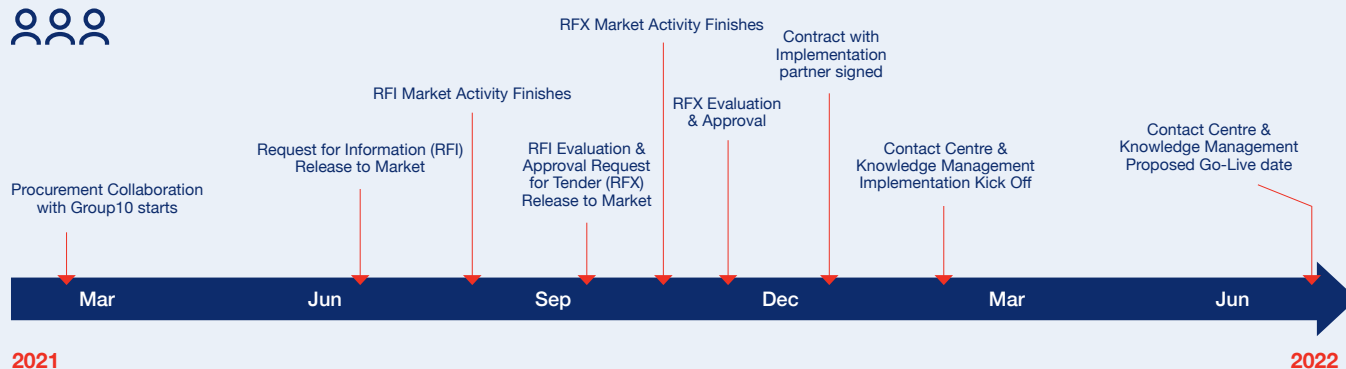 RFX Market Activity Finishes
Contract with
Implementation
partner signed
RFI Market Activity Finishes
RFX Evaluation
& Approval
Contact Centre &
Knowledge Management
Proposed Go-Live date
Request for Information (RFI)
Release to Market
RFI Evaluation &
Approval Request
for Tender (RFX)
Release to Market
Contact Centre &
Knowledge Management
Implementation Kick Off
Procurement Collaboration
with Group10 starts
Mar
Jun
Sep
Dec
Mar
Jun
2021
2022